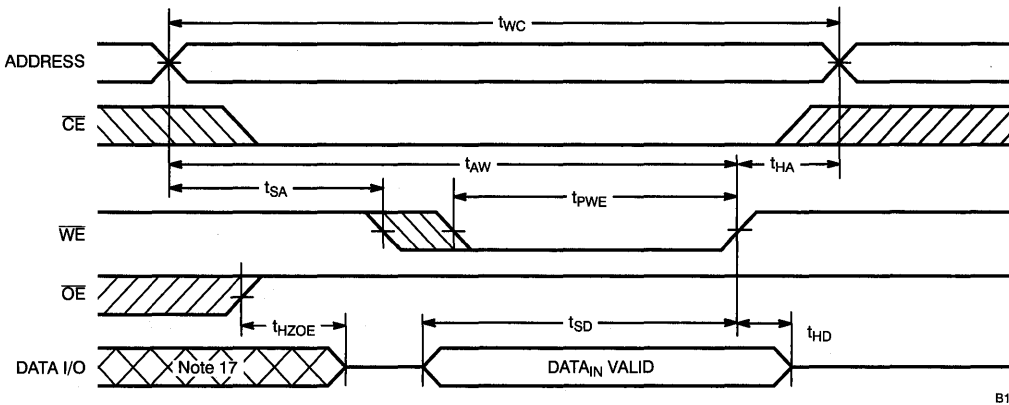 tWC
ADDRESS
CE
tAW
tHA
tSA
tPWE
WE
OE
tHZOE
tSD
tHD
DATA I/O
Note 17
DATAIN VALID
B1